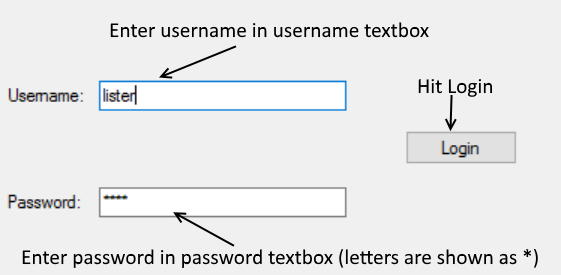 Enter username in username textbox
Username: lister
Hit Login
Login
Password: ****
Enter password in password textbox (letters are shown as *)